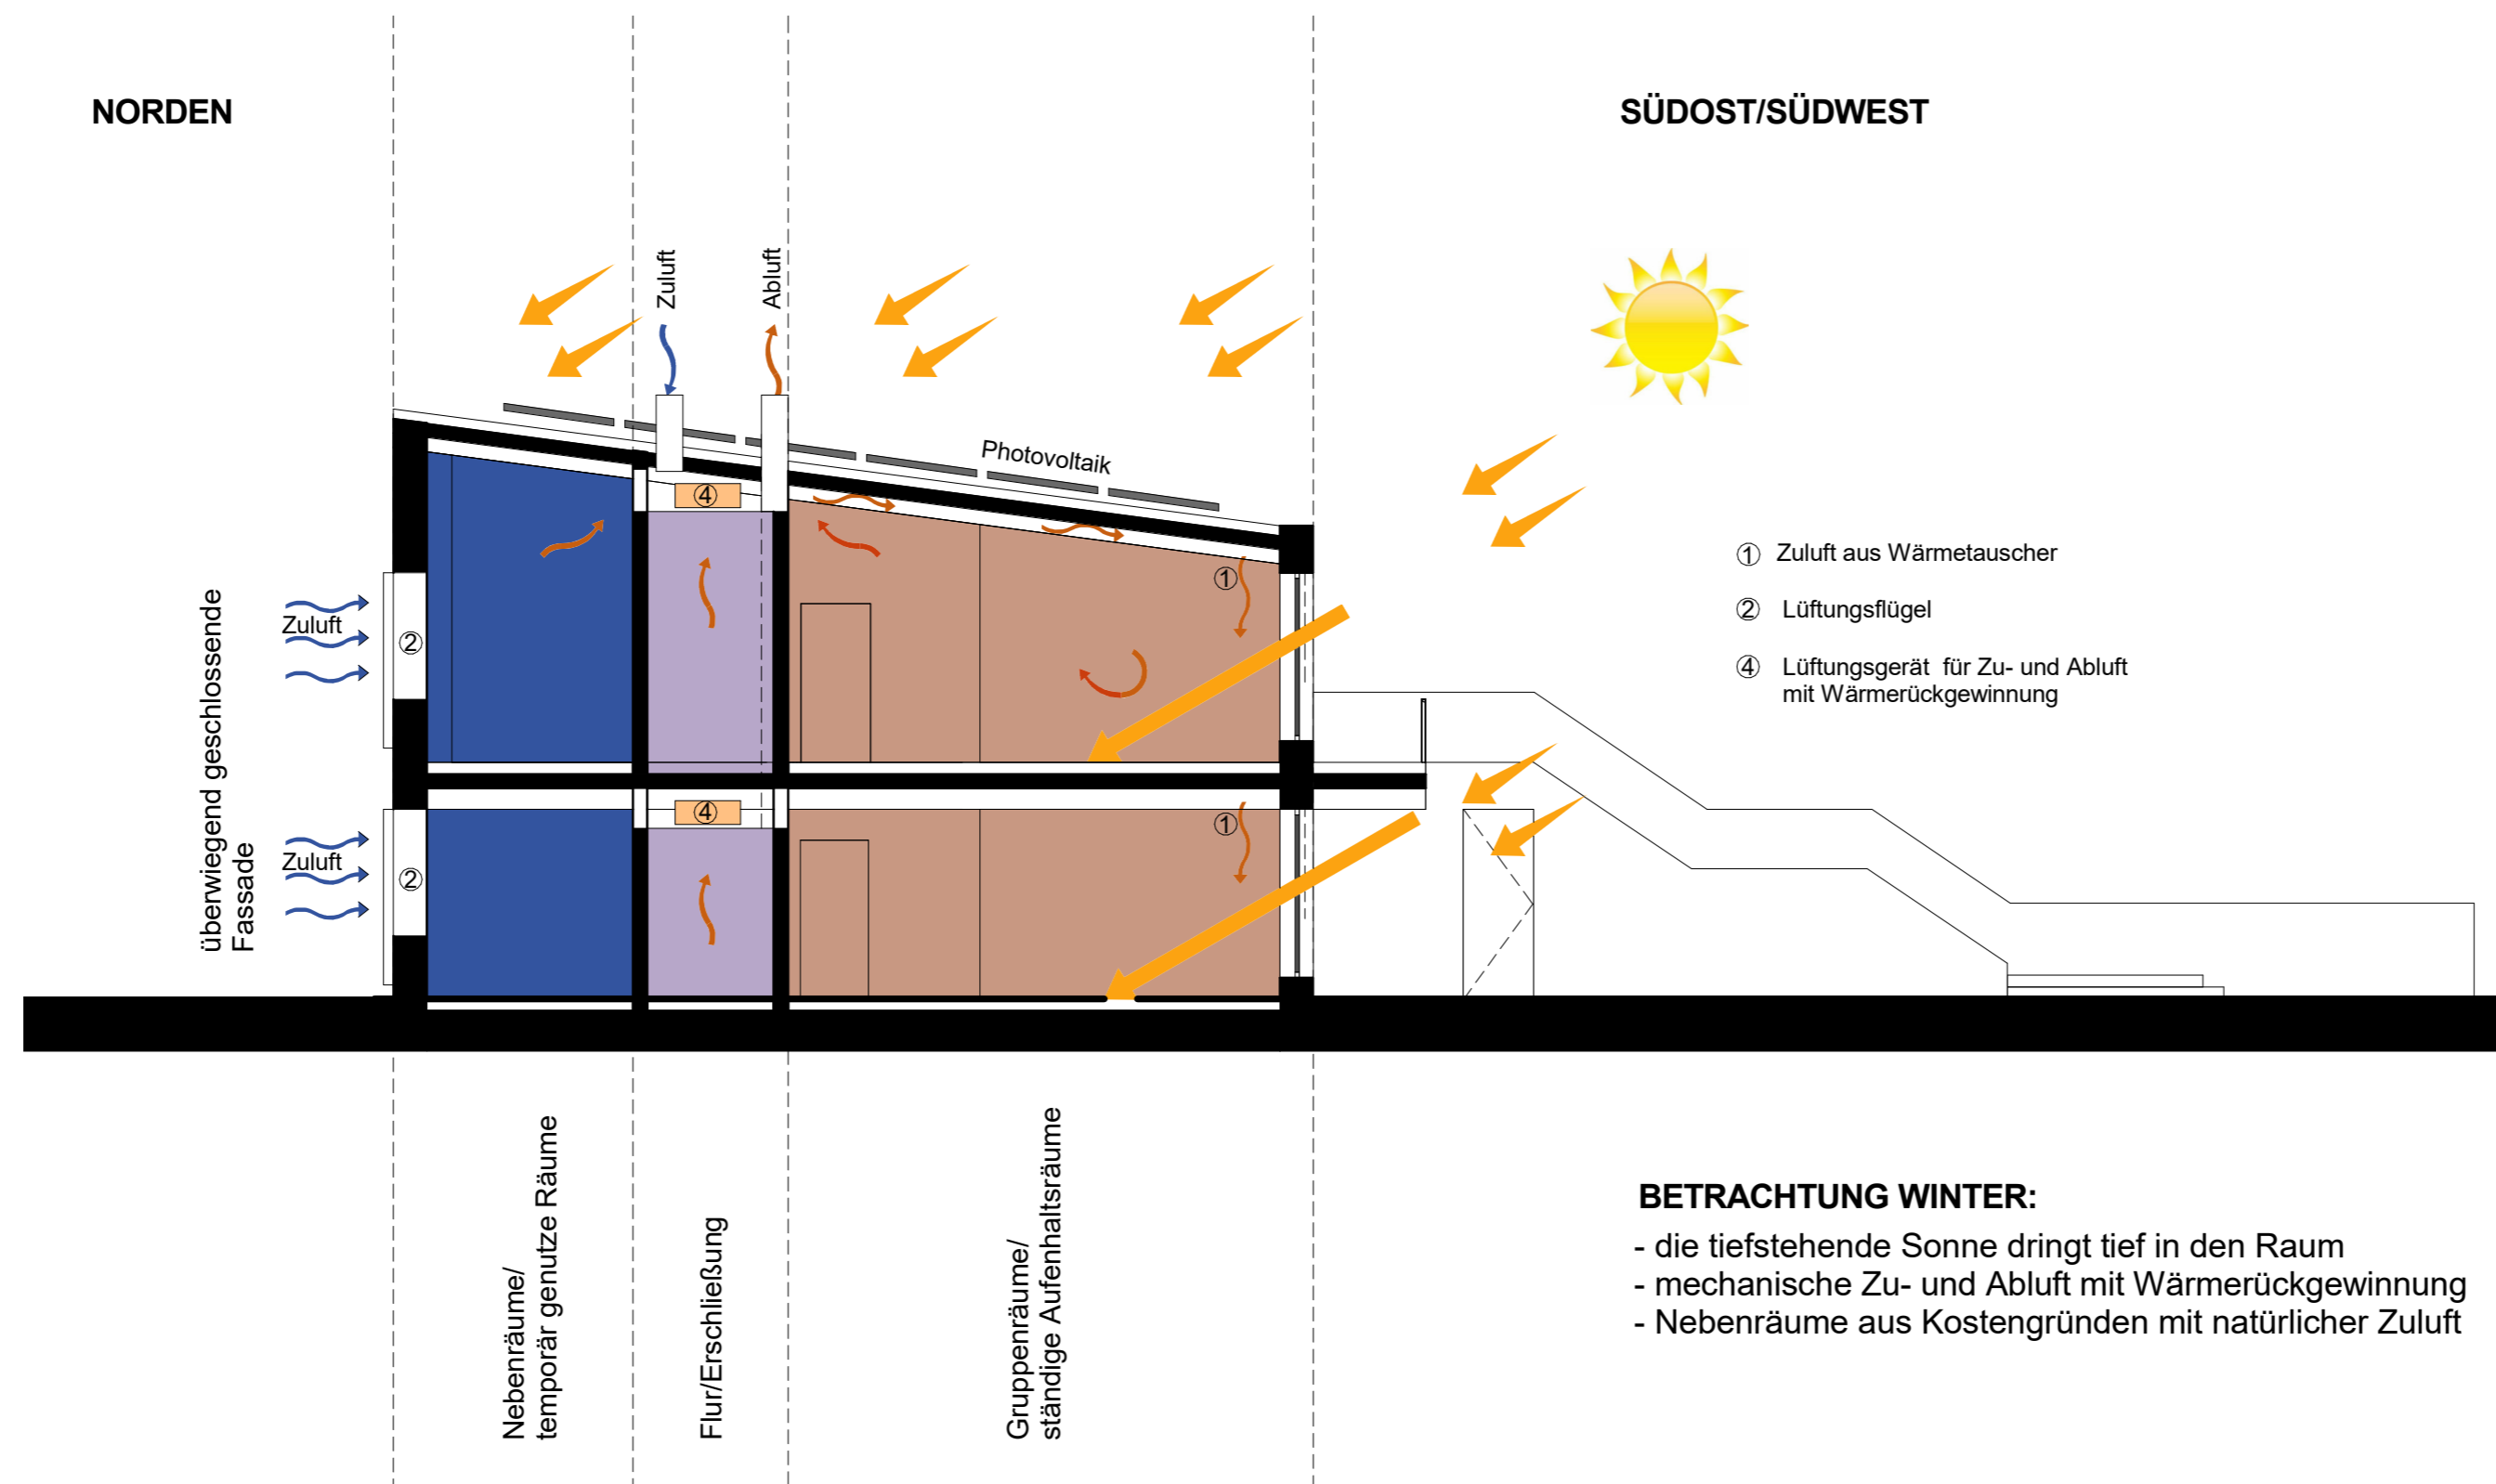 NORDEN
SÜDOST/SÜDWEST
Zuluft
Abluft
Photovoltaik
4
1
① Zuluft aus Wärmetauscher
② Lüftungsflügel
④ Lüftungsgerät für Zu- und Abluft
mit Wärmerückgewinnung
Zuluft
2
überwiegend geschlossende
Fassade
4
1
Zuluft
2
Nebenräume/
temporär genutze Räume
Flur/Erschließung
Gruppenräume/
ständige Aufenhaltsräume
BETRACHTUNG WINTER:
- die tiefstehende Sonne dringt tief in den Raum
- mechanische Zu- und Abluft mit Wärmerückgewinnung
- Nebenräume aus Kostengründen mit natürlicher Zuluft